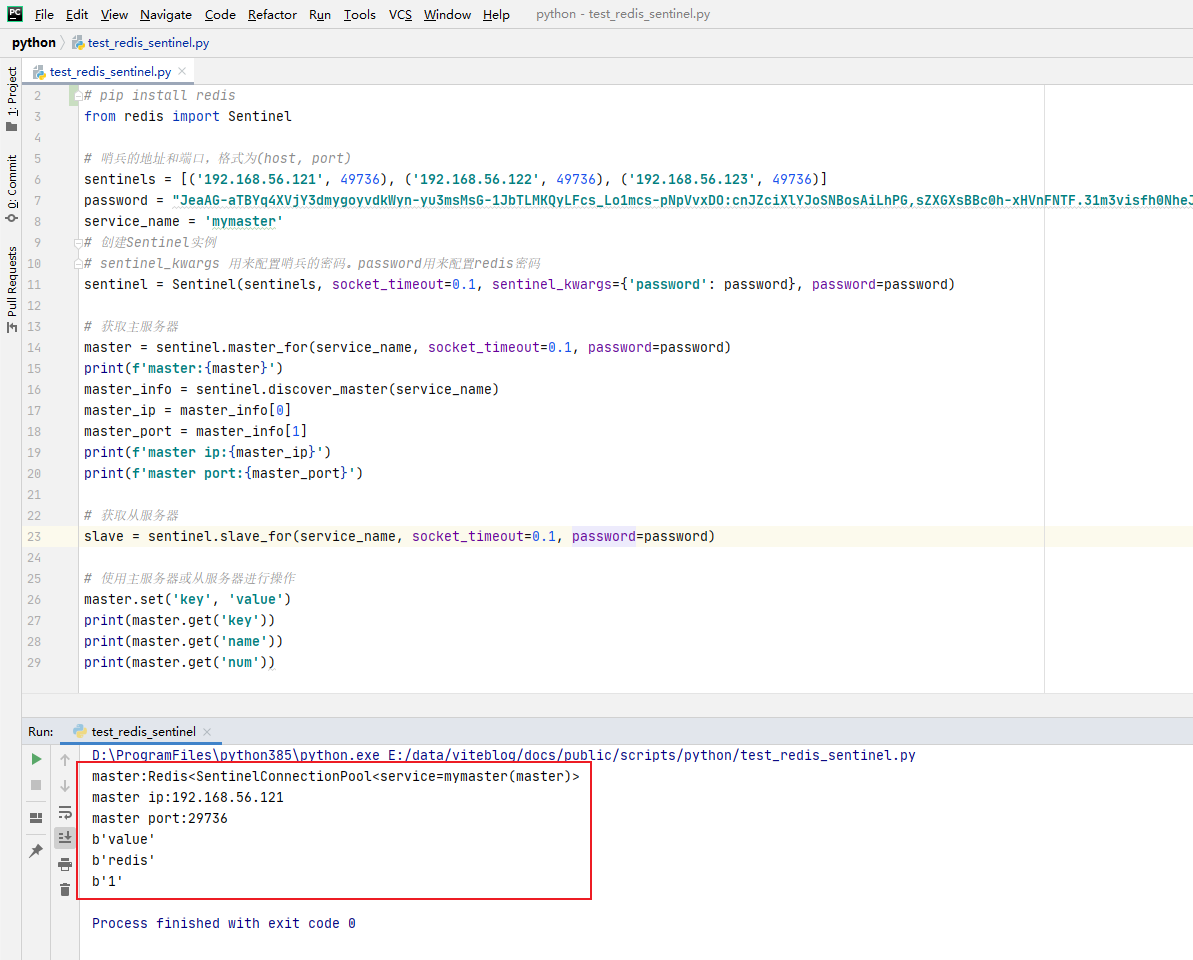 PC File Edit View Navigate Code Refactor Run Tools VCS Window Help python - test_redis_sentinel.py
python test_redis_sentinel.py
test_redis_sentinel.py
1: Project
0: Commit
Pull Requests
2 # pip install redis
3 from redis import Sentinel
4
5 # 哨兵的地址和端口，格式为(host, port)
6 sentinels = [('192.168.56.121', 49736), ('192.168.56.122', 49736), ('192.168.56.123', 49736)]
7 password = "JeaAG-aTBYq4XVjY3dmygoyvdkWyn-yu3msMsG-1JbTLMKQyLFcs_Lo1mcs-pNpVvxDO:cnJZciXlYJoSNBosAiLhPG,sZXGXsBBc0h-xHVnFNTF.31m3visfh0NheJ
8 service_name = 'mymaster'
9 # 创建Sentinel实例
10 # sentinel_kwargs 用来配置哨兵的密码。password用来配置redis密码
11 sentinel = Sentinel(sentinels, socket_timeout=0.1, sentinel_kwargs={'password': password}, password=password)
12
13 # 获取主服务器
14 master = sentinel.master_for(service_name, socket_timeout=0.1, password=password)
15 print(f'master:{master}')
16 master_info = sentinel.discover_master(service_name)
17 master_ip = master_info[0]
18 master_port = master_info[1]
19 print(f'master ip:{master_ip}')
20 print(f'master port:{master_port}')
21
22 # 获取从服务器
23 slave = sentinel.slave_for(service_name, socket_timeout=0.1, password=password)
24
25 # 使用主服务器或从服务器进行操作
26 master.set('key', 'value')
27 print(master.get('key'))
28 print(master.get('name'))
29 print(master.get('num'))
Run: test_redis_sentinel
D:\ProgramFiles\python385\python.exe E:/data/viteblog/docs/public/scripts/python/test_redis_sentinel.py
master:Redis<SentinelConnectionPool<service=mymaster(master)>
master ip:192.168.56.121
master port:29736
b'value'
b'redis'
b'1'
Process finished with exit code 0